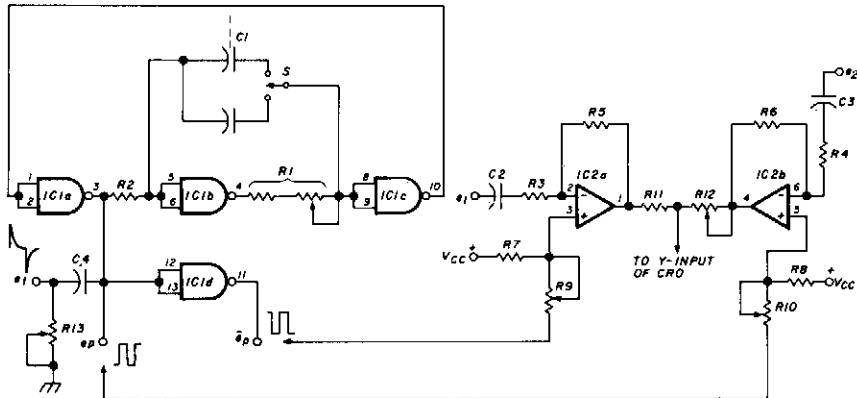 C1
S
e2
C3
R5
R6
R4
1
2
IC1a
3
R2
5
6
IC1b
4
R1
8
9
IC1c
10
C2
e1
R3
2
3
IC2a
1
R11
R12
4
IC2b
6
5
TO Y-INPUT
OF CRO
VCC
+
R7
R9
R8
+
VCC
R10
C4
e1
R13
12
13
IC1d
11
ep
ēp